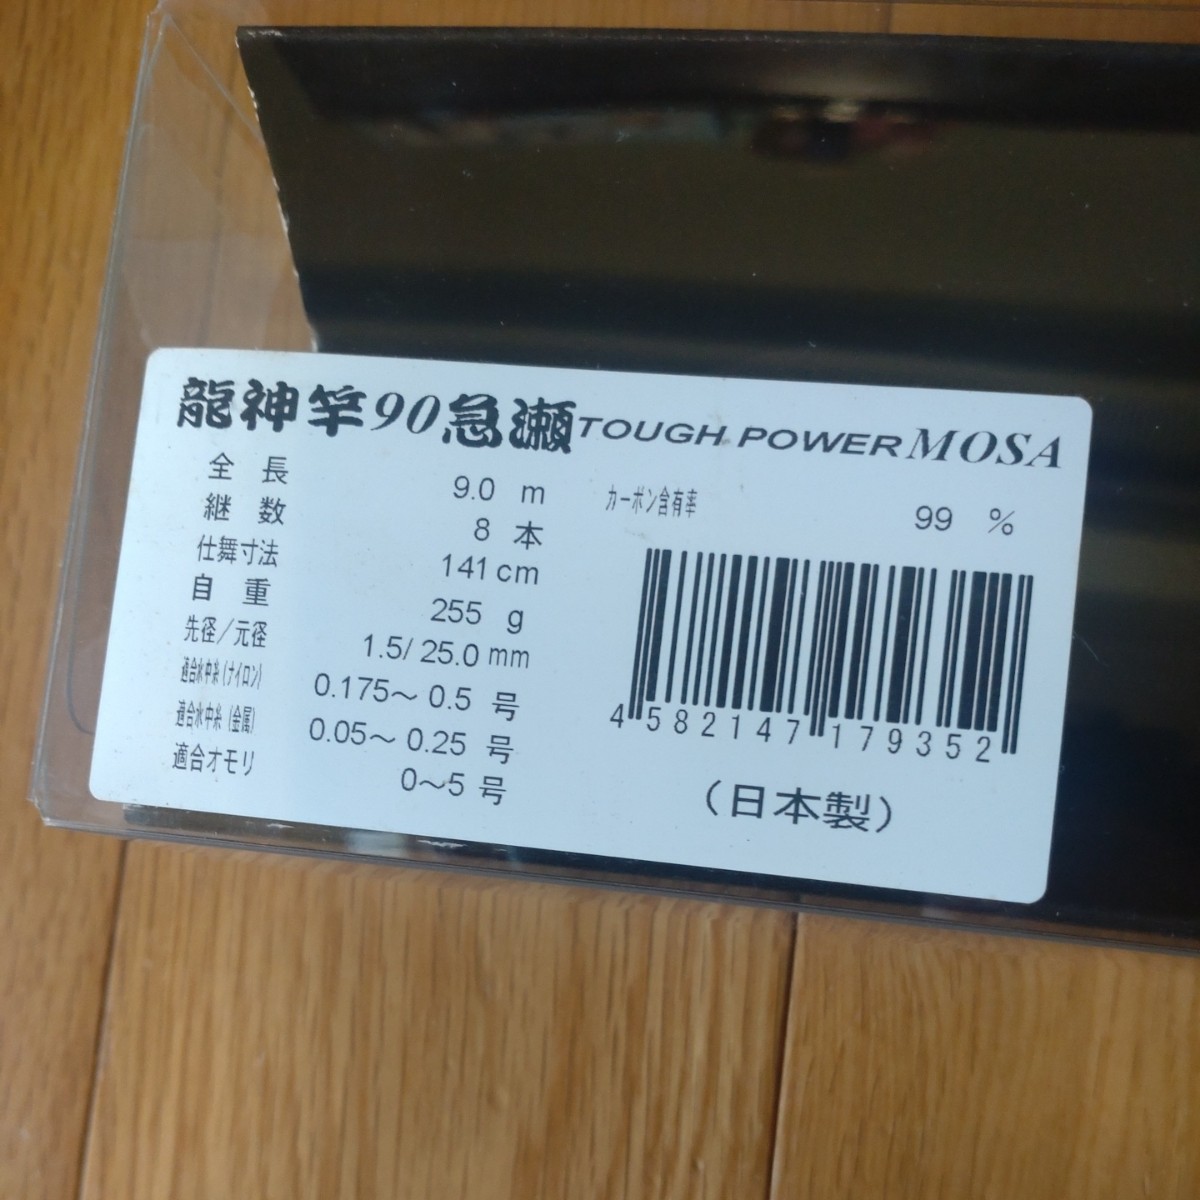 龍神竿90急瀬TOUGH POWER MOSA
全長 9.0 m
継数 8 本
仕舞寸法 141cm
自重 255 g
先径/元径 1.5/25.0mm
適合水中糸(ナイロン) 0.175～0.5 号
適合水中糸(金属) 0.05～0.25 号
適合オモリ 0～5 号
カーボン含有率 99 %
4582147179352
(日本製)